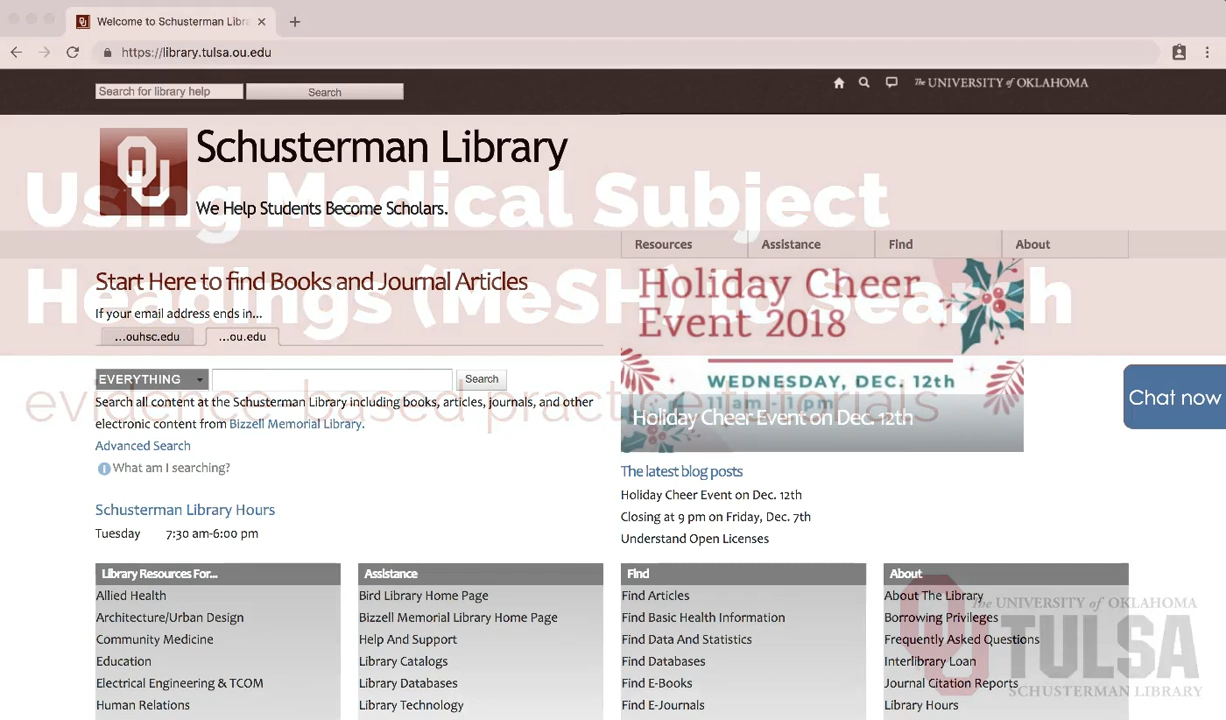 Welcome to Schusterman Libra
https://library.tulsa.ou.edu
Search for library help
Search
The UNIVERSITY of OKLAHOMA
OU
Schusterman Library
We Help Students Become Scholars.
Using Medical Subject
Headings (MeSH) to Search
evidence-based practice tutorials
Resources
Assistance
Find
About
Start Here to find Books and Journal Articles
If your email address ends in...
...ouhsc.edu
...ou.edu
EVERYTHING
Search
Search all content at the Schusterman Library including books, articles, journals, and other
electronic content from Bizzell Memorial Library.
Advanced Search
What am I searching?
Schusterman Library Hours
Tuesday 7:30 am-6:00 pm
Holiday Cheer
Event 2018
WEDNESDAY, DEC. 12th
11 am - 1 pm
Holiday Cheer Event on Dec. 12th
Chat now
The latest blog posts
Holiday Cheer Event on Dec. 12th
Closing at 9 pm on Friday, Dec. 7th
Understand Open Licenses
Library Resources For...
Allied Health
Architecture/Urban Design
Community Medicine
Education
Electrical Engineering & TCOM
Human Relations
Assistance
Bird Library Home Page
Bizzell Memorial Library Home Page
Help And Support
Library Catalogs
Library Databases
Library Technology
Find
Find Articles
Find Basic Health Information
Find Data And Statistics
Find Databases
Find E-Books
Find E-Journals
About
About The Library
Borrowing Privileges
Frequently Asked Questions
Interlibrary Loan
Journal Citation Reports
Library Hours
The UNIVERSITY of OKLAHOMA
TULSA
SCHUSTERMAN LIBRARY